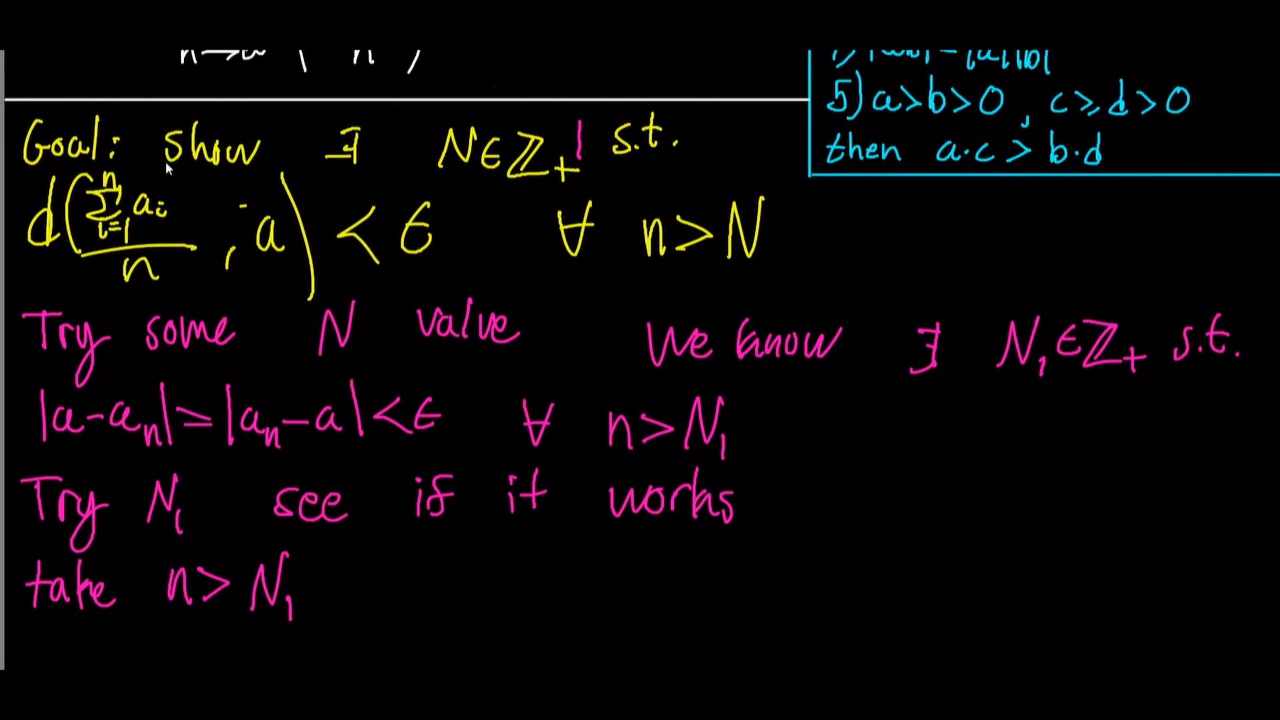 n→∞ ( n )
5) a>b>0, c≥d>0
then a·c > b·d
Goal: show ∃ N∈ℤ₊ s.t.
d( ∑ᵢ₌₁ⁿ aᵢ / n , a ) < ϵ ∀ n>N
Try some N value We know ∃ N₁∈ℤ₊ s.t.
|a-aₙ|=|aₙ-a|<ϵ ∀ n>N₁
Try N₁ see if it works
take n>N₁